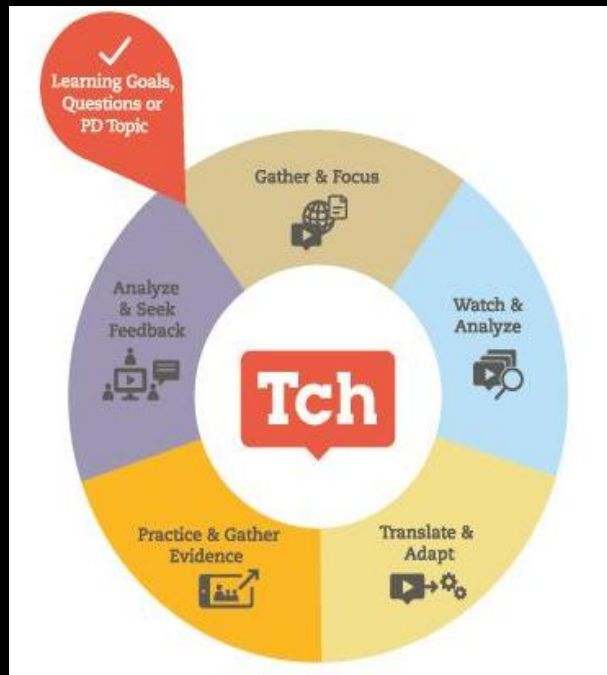 Learning Goals,
Questions or
PD Topic
Gather & Focus
Watch &
Analyze
Translate &
Adapt
Practice & Gather
Evidence
Analyze
& Seek
Feedback
Tch